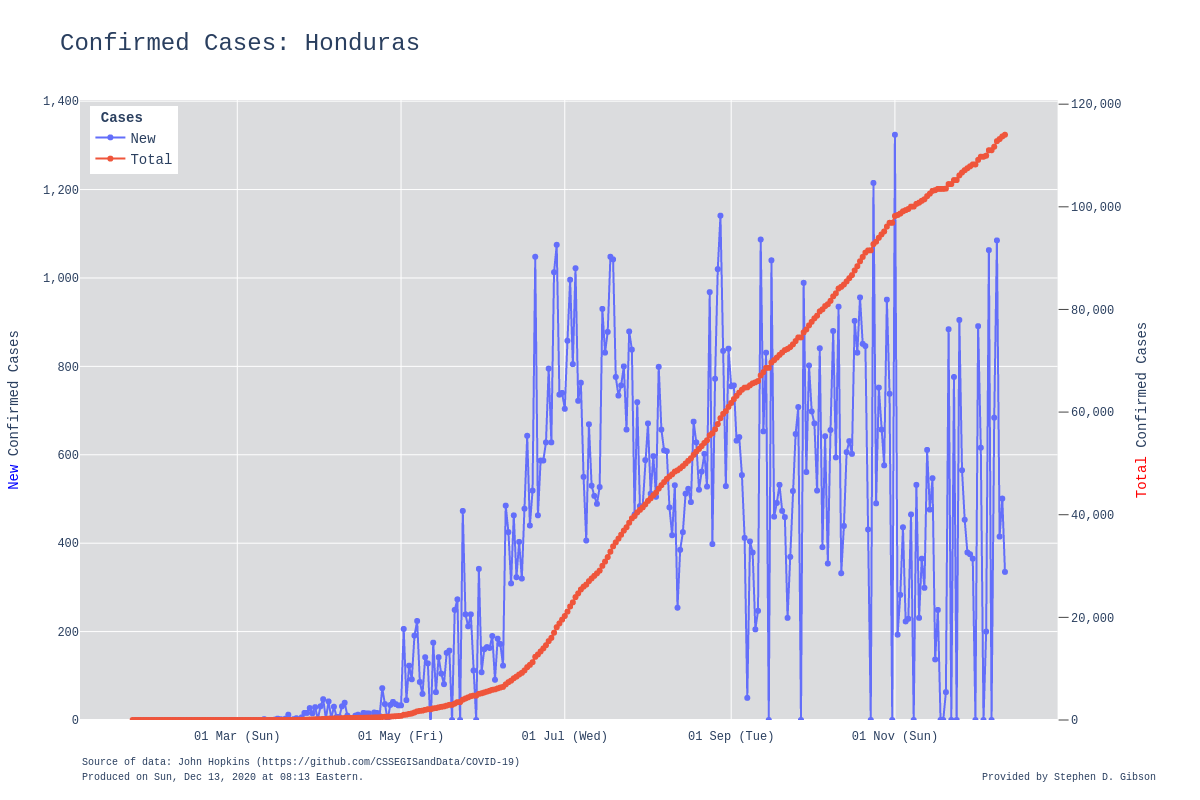 Confirmed Cases: Honduras
1,400
1,200
1,000
800
600
400
200
0
New Confirmed Cases
Cases
New
Total
120,000
100,000
80,000
60,000
40,000
20,000
0
Total Confirmed Cases
01 Mar (Sun)
01 May (Fri)
01 Jul (Wed)
01 Sep (Tue)
01 Nov (Sun)
Source of data: John Hopkins (https://github.com/CSSEGISandData/COVID-19)
Produced on Sun, Dec 13, 2020 at 08:13 Eastern.
Provided by Stephen D. Gibson